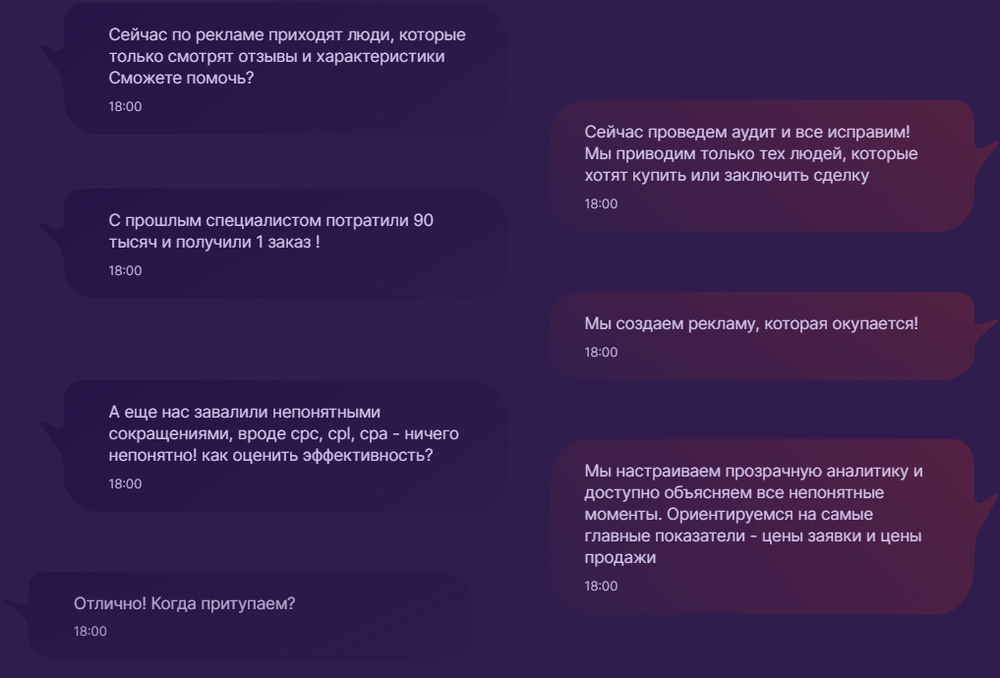 Сейчас по рекламе приходят люди, которые
только смотрят отзывы и характеристики
Сможете помочь?
18:00
Сейчас проведем аудит и все исправим!
Мы приводим только тех людей, которые
хотят купить или заключить сделку
18:00
С прошлым специалистом потратили 90
тысяч и получили 1 заказ !
18:00
Мы создаем рекламу, которая окупается!
18:00
А еще нас завалили непонятными
сокращениями, вроде cpc, cpl, cpa - ничего
непонятно! как оценить эффективность?
18:00
Мы настраиваем прозрачную аналитику и
доступно объясняем все непонятные
моменты. Ориентируемся на самые
главные показатели - цены заявки и цены
продажи
18:00
Отлично! Когда притупаем?
18:00